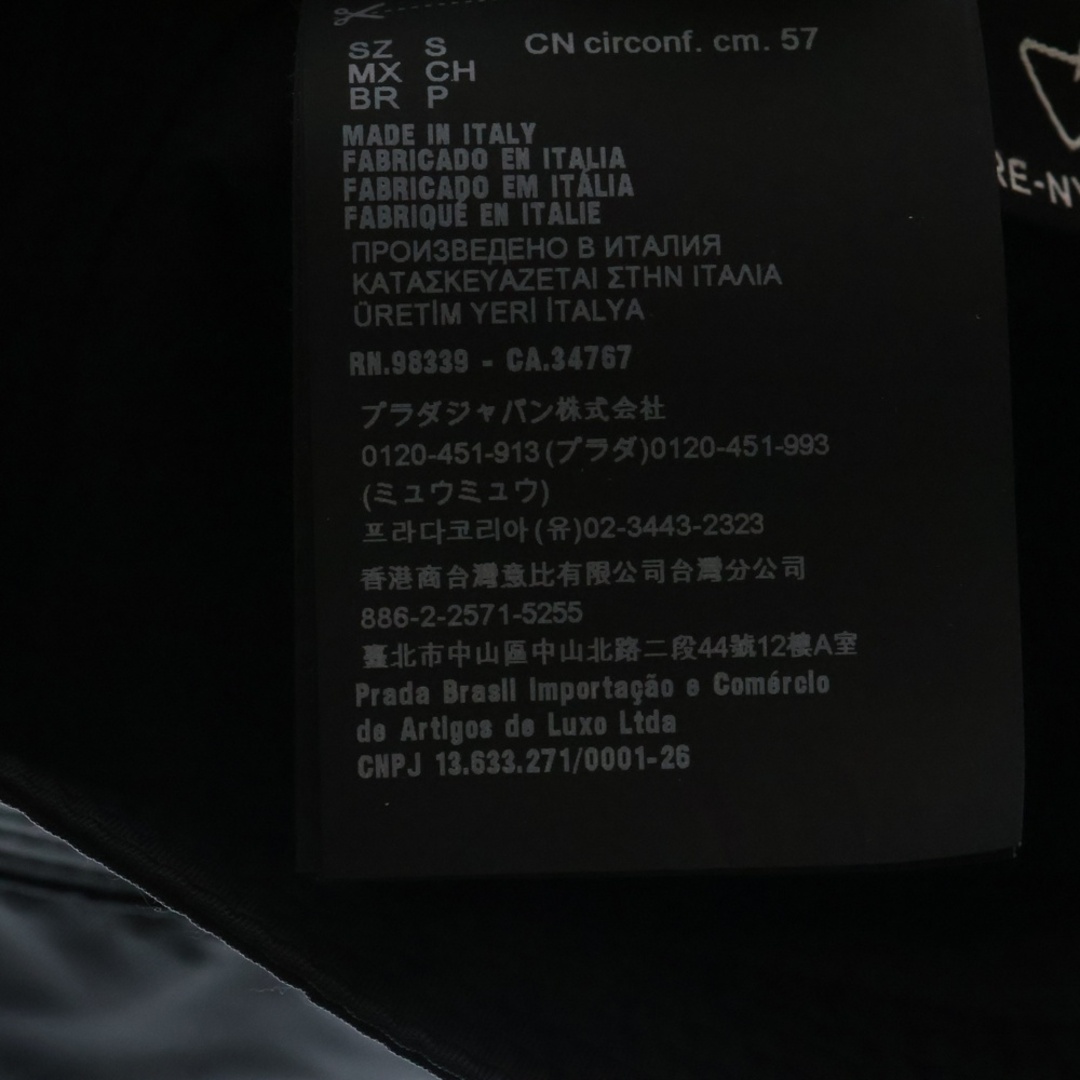 SZ S CN circonf. cm. 57
MX CH
BR P
MADE IN ITALY
FABRICADO EN ITALIA
FABRICADO EM ITÁLIA
FABRIQUÉ EN ITALIE
ПРОИЗВЕДЕНО В ИТАЛИЯ
ΚΑΤΑΣΚΕΥΑΖΕΤΑΙ ΣΤΗΝ ΙΤΑΛΙΑ
ÜRETİM YERİ İTALYA
RN.98339 - CA.34767
プラダジャパン株式会社
0120-451-913(プラダ)0120-451-993
(ミュウミュウ)
프라다코리아(유)02-3443-2323
香港商台灣意比有限公司台灣分公司
886-2-2571-5255
臺北市中山區中山北路二段44號12樓A室
Prada Brasil Importação e Comércio
de Artigos de Luxo Ltda
CNPJ 13.633.271/0001-26
RE-NY